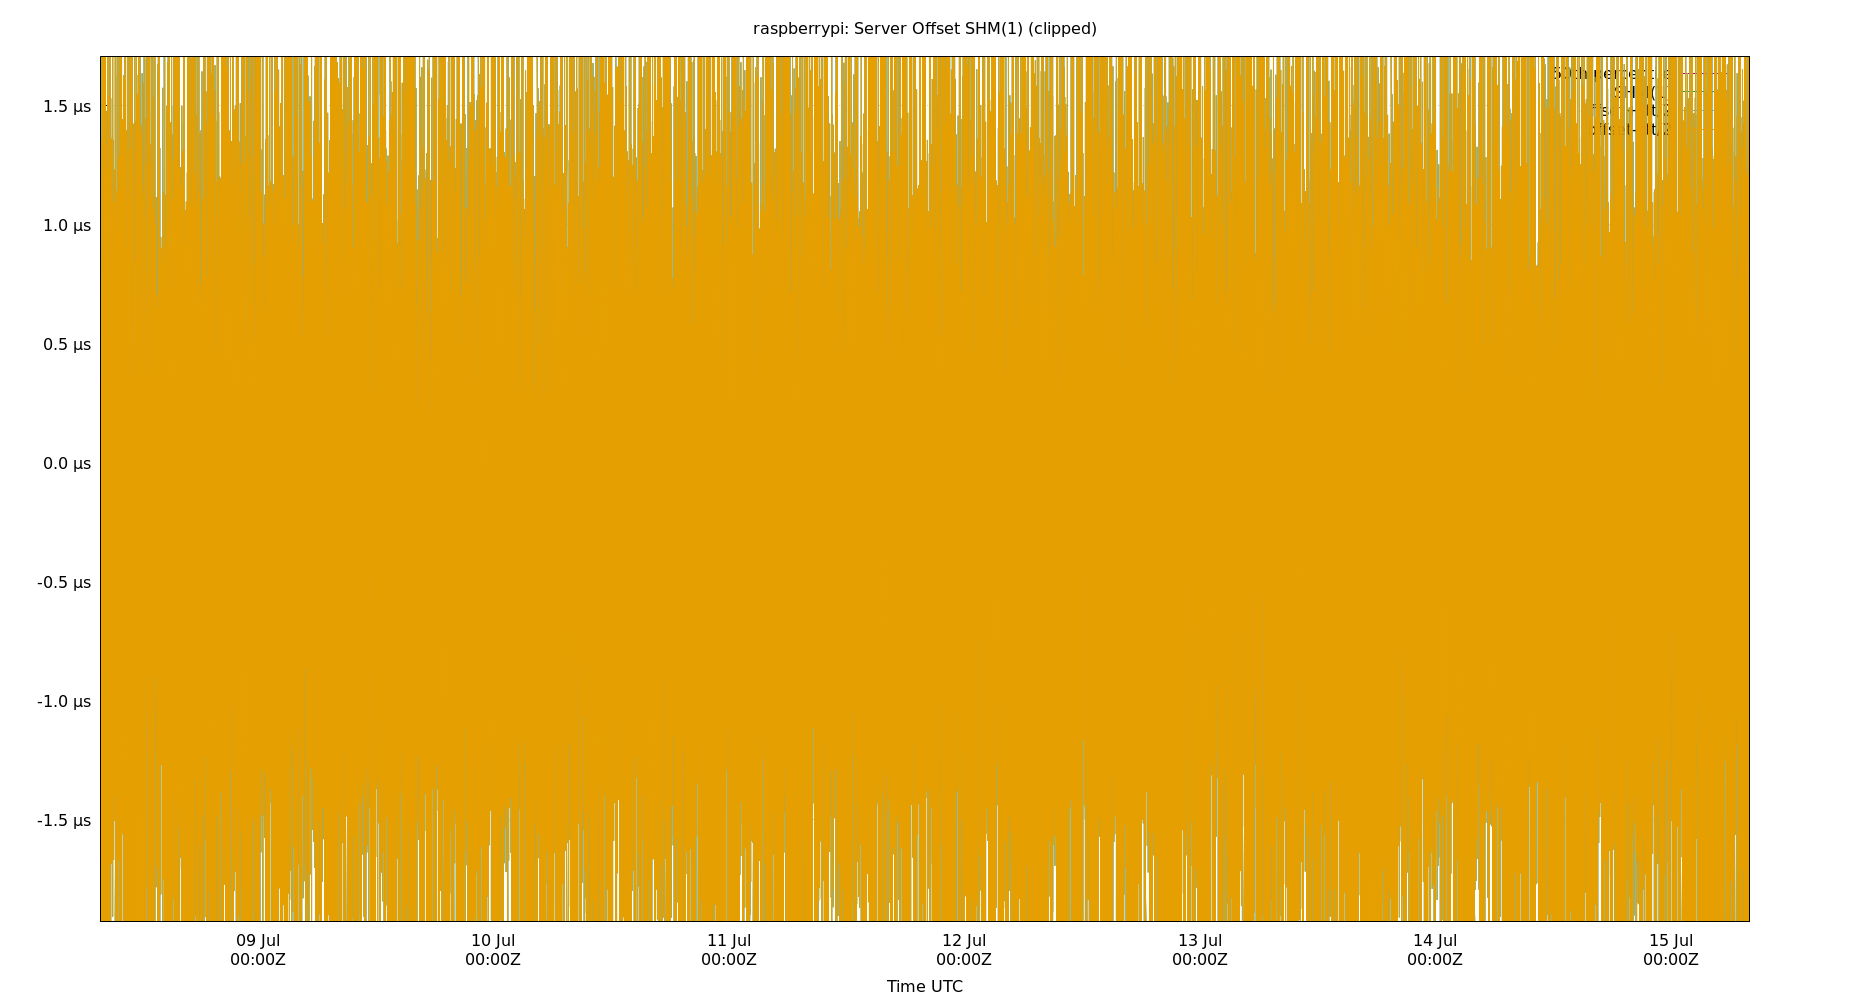 raspberrypi: Server Offset SHM(1) (clipped)
1.5 µs
1.0 µs
0.5 µs
0.0 µs
-0.5 µs
-1.0 µs
-1.5 µs
09 Jul 10 Jul 11 Jul 12 Jul 13 Jul 14 Jul 15 Jul
00:00Z 00:00Z 00:00Z 00:00Z 00:00Z 00:00Z 00:00Z
Time UTC